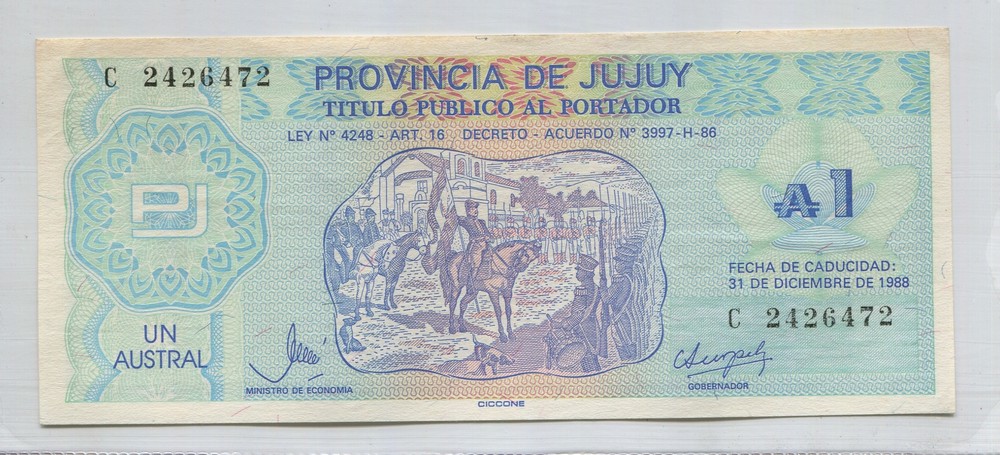 C 2426472
PROVINCIA DE JUJUY
TITULO PUBLICO AL PORTADOR
LEY Nº 4248 - ART. 16 DECRETO - ACUERDO Nº 3997-H-86
PJ
₳1
FECHA DE CADUCIDAD:
31 DE DICIEMBRE DE 1988
C 2426472
UN
AUSTRAL
MINISTRO DE ECONOMIA
GOBERNADOR
CICCONE